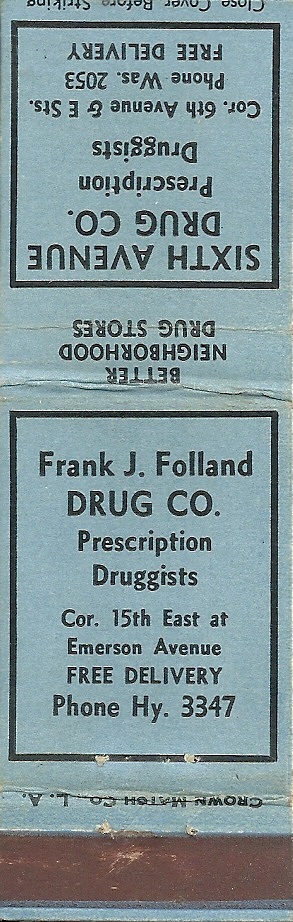 Close Cover Before Striking
SIXTH AVENUE
DRUG CO.
Prescription
Druggists
Cor. 6th Avenue & E Sts.
Phone Was. 2053
FREE DELIVERY
BETTER
NEIGHBORHOOD
DRUG STORES
Frank J. Folland
DRUG CO.
Prescription
Druggists
Cor. 15th East at
Emerson Avenue
FREE DELIVERY
Phone Hy. 3347
CROWN MATCH CO., L. A.